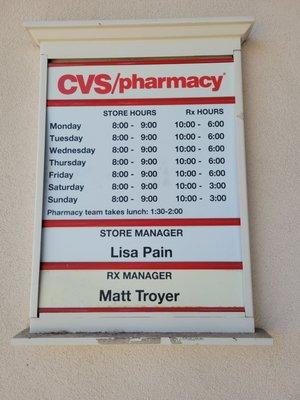 CVS/pharmacy
STORE HOURS Rx HOURS
Monday 8:00 - 9:00 10:00 - 6:00
Tuesday 8:00 - 9:00 10:00 - 6:00
Wednesday 8:00 - 9:00 10:00 - 6:00
Thursday 8:00 - 9:00 10:00 - 6:00
Friday 8:00 - 9:00 10:00 - 6:00
Saturday 8:00 - 9:00 10:00 - 3:00
Sunday 8:00 - 9:00 10:00 - 3:00
Pharmacy team takes lunch: 1:30-2:00
STORE MANAGER
Lisa Pain
RX MANAGER
Matt Troyer